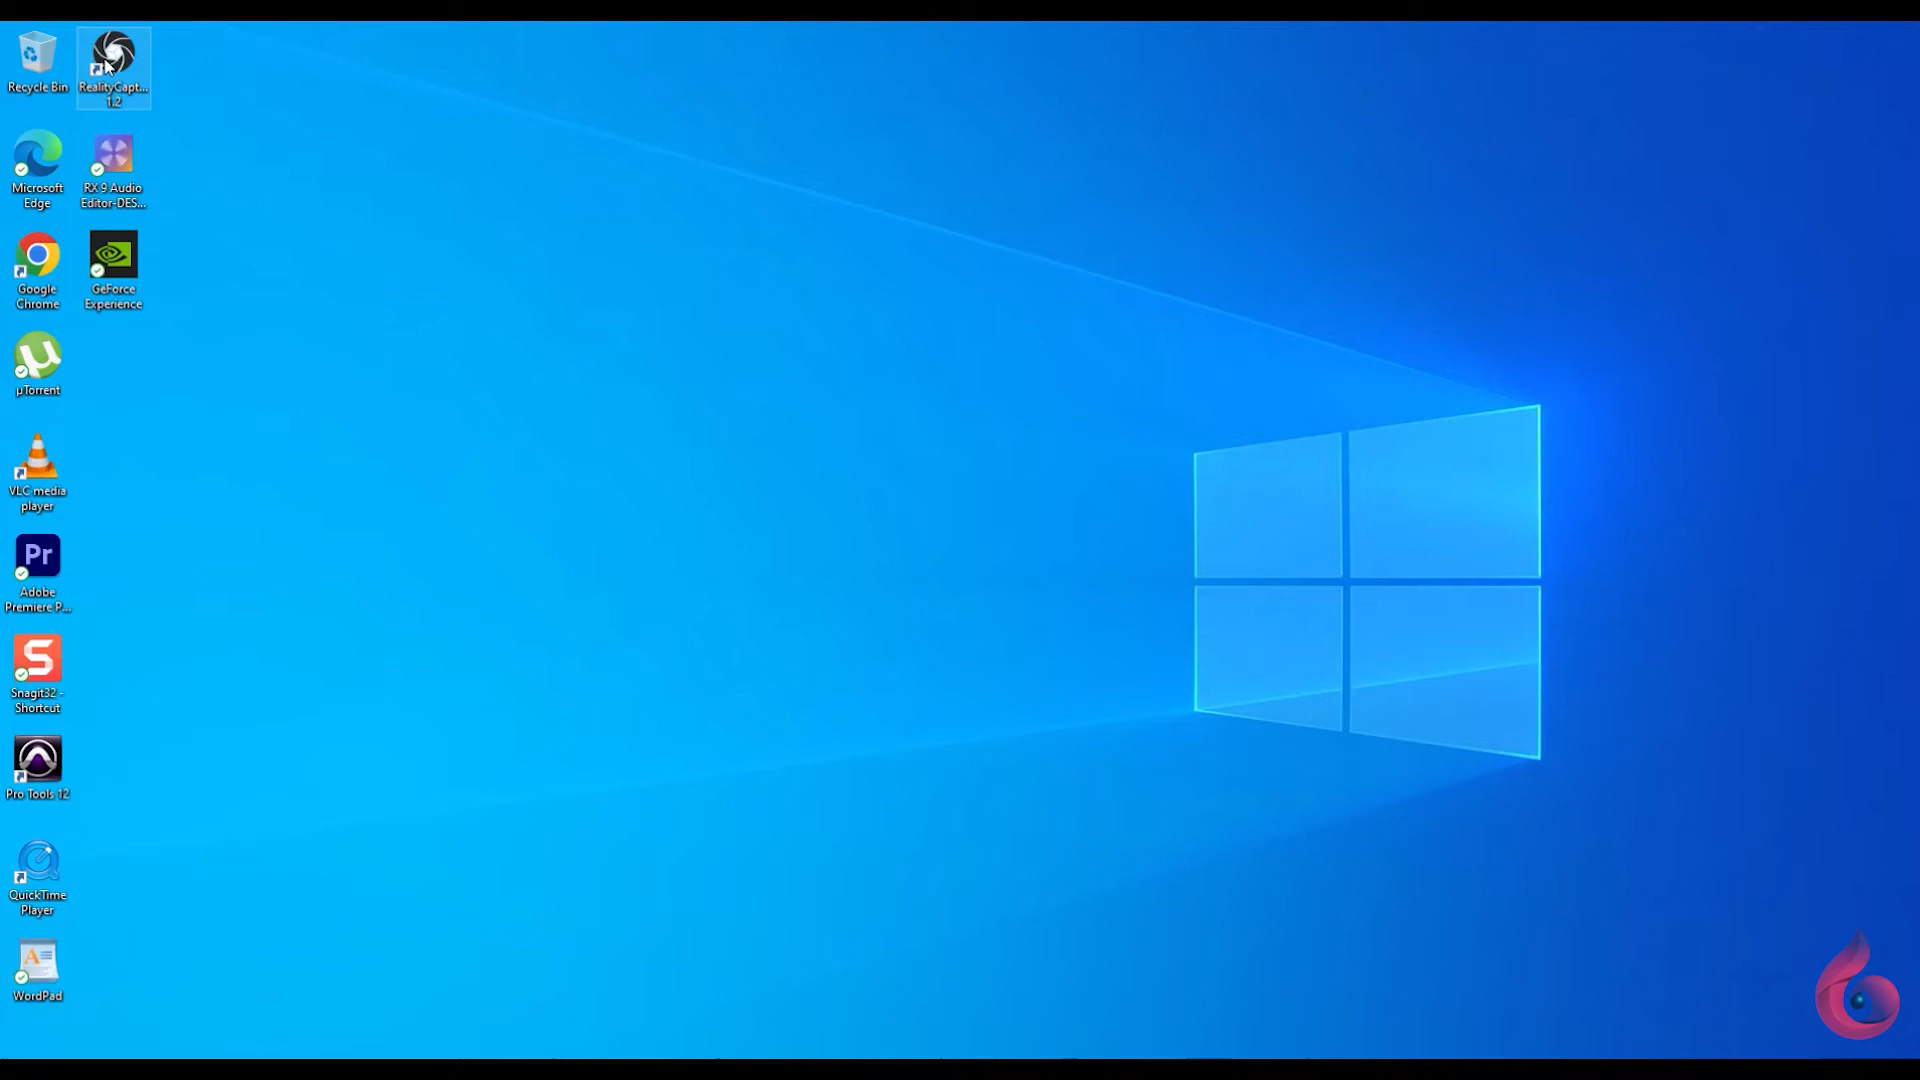 Recycle Bin
RealityCapt...
1.2
Microsoft
Edge
RX 9 Audio
Editor-DES...
Google
Chrome
GeForce
Experience
µTorrent
VLC media
player
Pr
Adobe
Premiere P...
Snagit32 -
Shortcut
Pro Tools 12
QuickTime
Player
WordPad